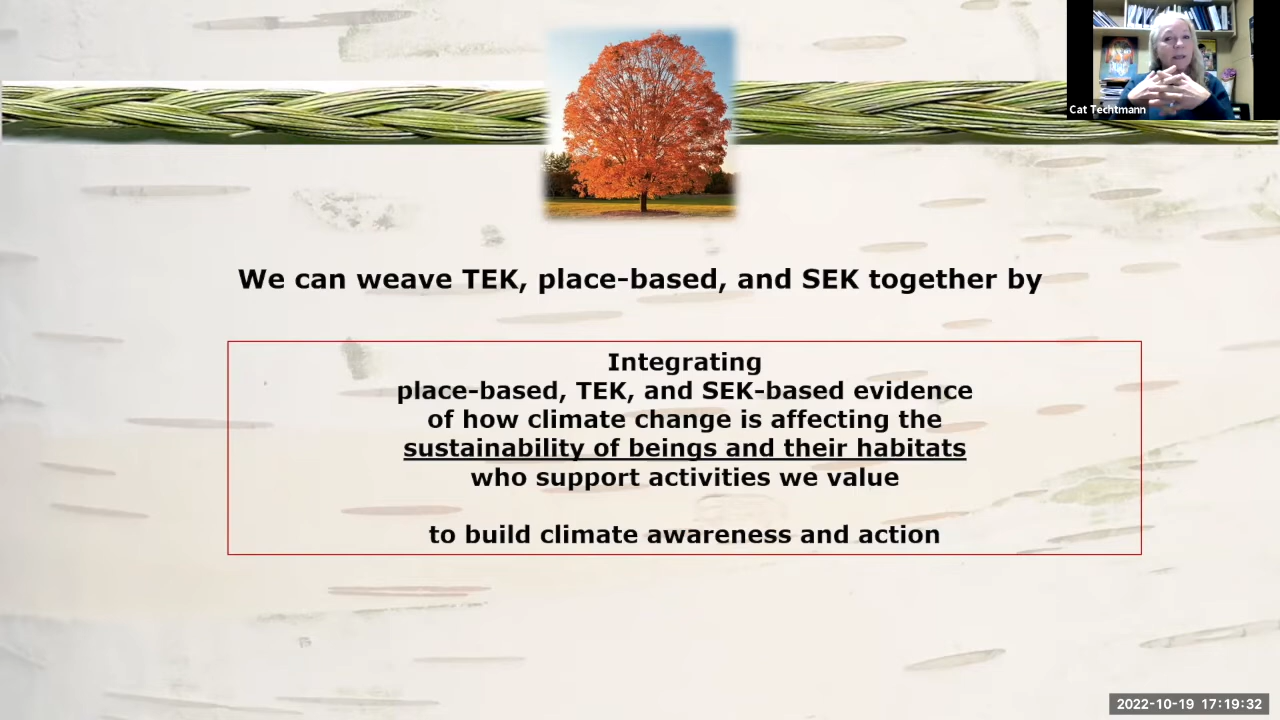 Cat Techtmann
We can weave TEK, place-based, and SEK together by
Integrating
place-based, TEK, and SEK-based evidence
of how climate change is affecting the
sustainability of beings and their habitats
who support activities we value
to build climate awareness and action
2022-10-19 17:19:32